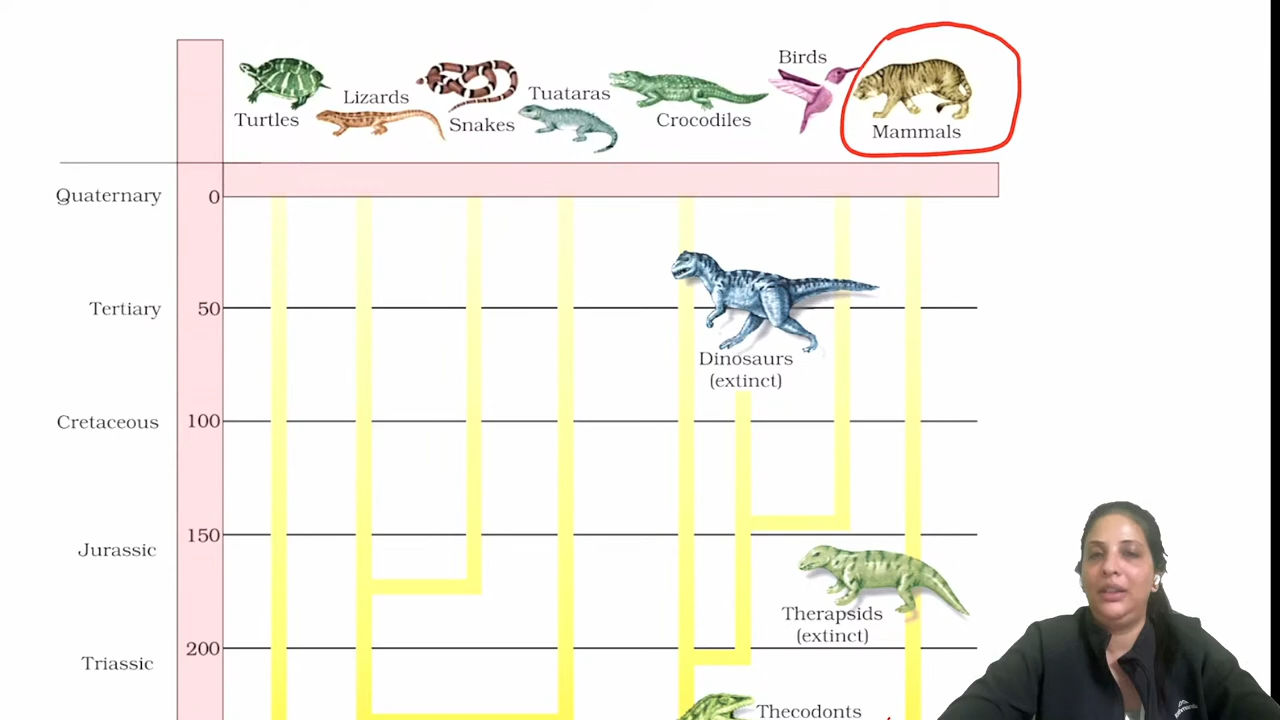 Birds
Lizards
Tuataras
Turtles
Snakes
Crocodiles
Mammals
Quaternary 0
Tertiary 50
Dinosaurs
(extinct)
Cretaceous 100
150
Jurassic
Therapsids
(extinct)
200
Triassic
Thecodonts